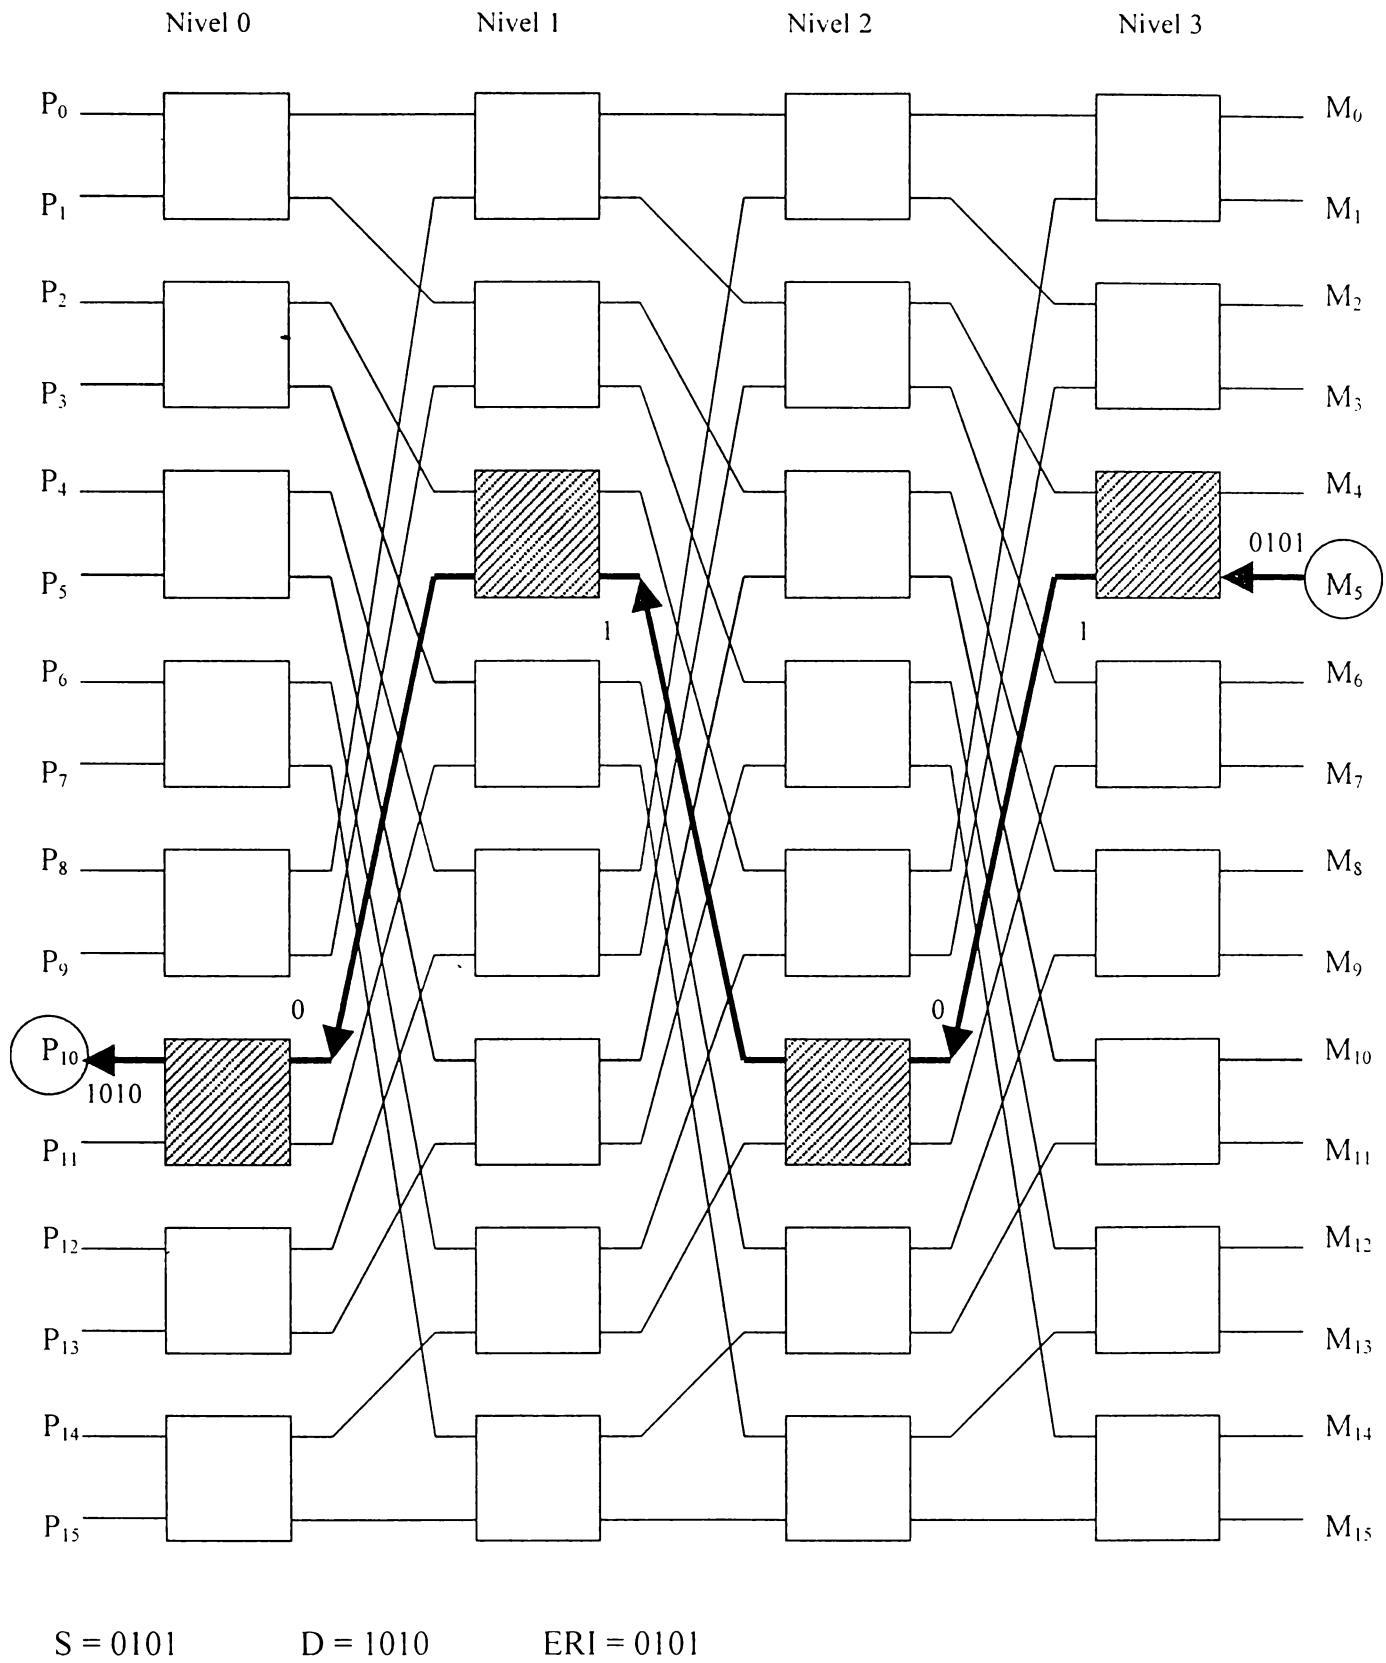 Nivel 0 Nivel 1 Nivel 2 Nivel 3
P₀ M₀
P₁ M₁
P₂ M₂
P₃ M₃
P₄ M₄
0101
P₅ M₅
1 1
P₆ M₆
P₇ M₇
P₈ M₈
P₉ M₉
0 0
P₁₀ M₁₀
1010
P₁₁ M₁₁
P₁₂ M₁₂
P₁₃ M₁₃
P₁₄ M₁₄
P₁₅ M₁₅
S = 0101 D = 1010 ERI = 0101